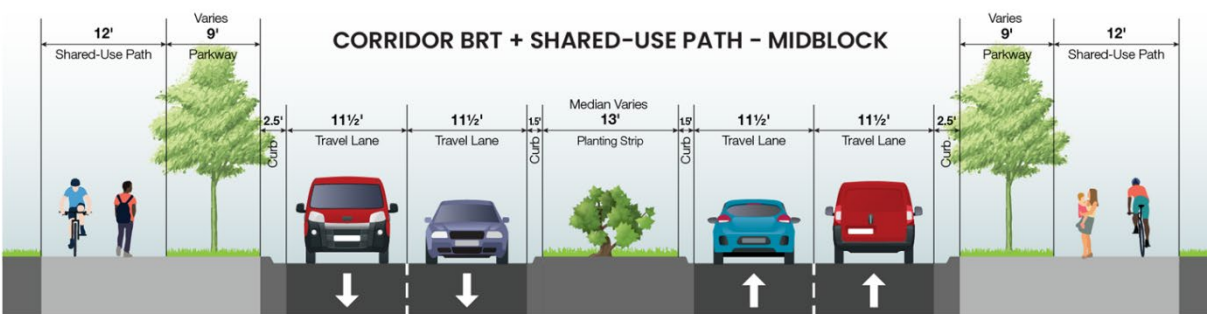 CORRIDOR BRT + SHARED-USE PATH - MIDBLOCK
12'
Shared-Use Path
Varies
9'
Parkway
2.5'
Curb
11½'
Travel Lane
11½'
Travel Lane
1.5'
Curb
Median Varies
13'
Planting Strip
1.5'
Curb
11½'
Travel Lane
11½'
Travel Lane
2.5'
Curb
Varies
9'
Parkway
12'
Shared-Use Path